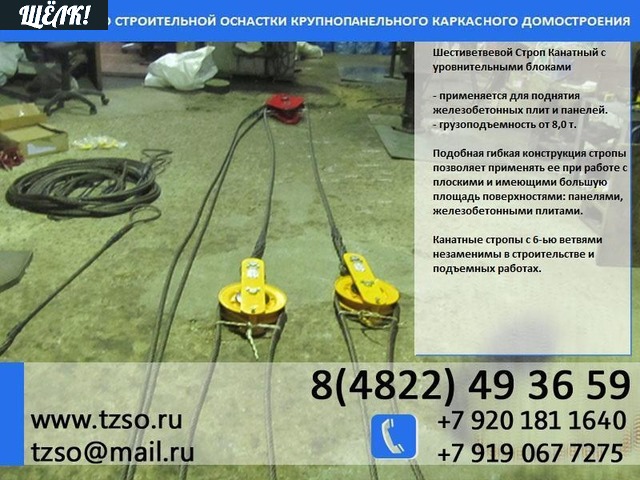 ЩЁЛК!
О СТРОИТЕЛЬНОЙ ОСНАСТКИ КРУПНОПАНЕЛЬНОГО КАРКАСНОГО ДОМОСТРОЕНИЯ
Шестиветвевой Строп Канатный с
уровнительными блоками
- применяется для поднятия
железобетонных плит и панелей.
- грузоподъемность от 8,0 т.
Подобная гибкая конструкция стропы
позволяет применять ее при работе с
плоскими и имеющими большую
площадь поверхностями: панелями,
железобетонными плитами.
Канатные стропы с 6-ью ветвями
незаменимы в строительстве и
подъемных работах.
8(4822) 49 36 59
www.tzso.ru
+7 920 181 1640
tzso@mail.ru
+7 919 067 7275